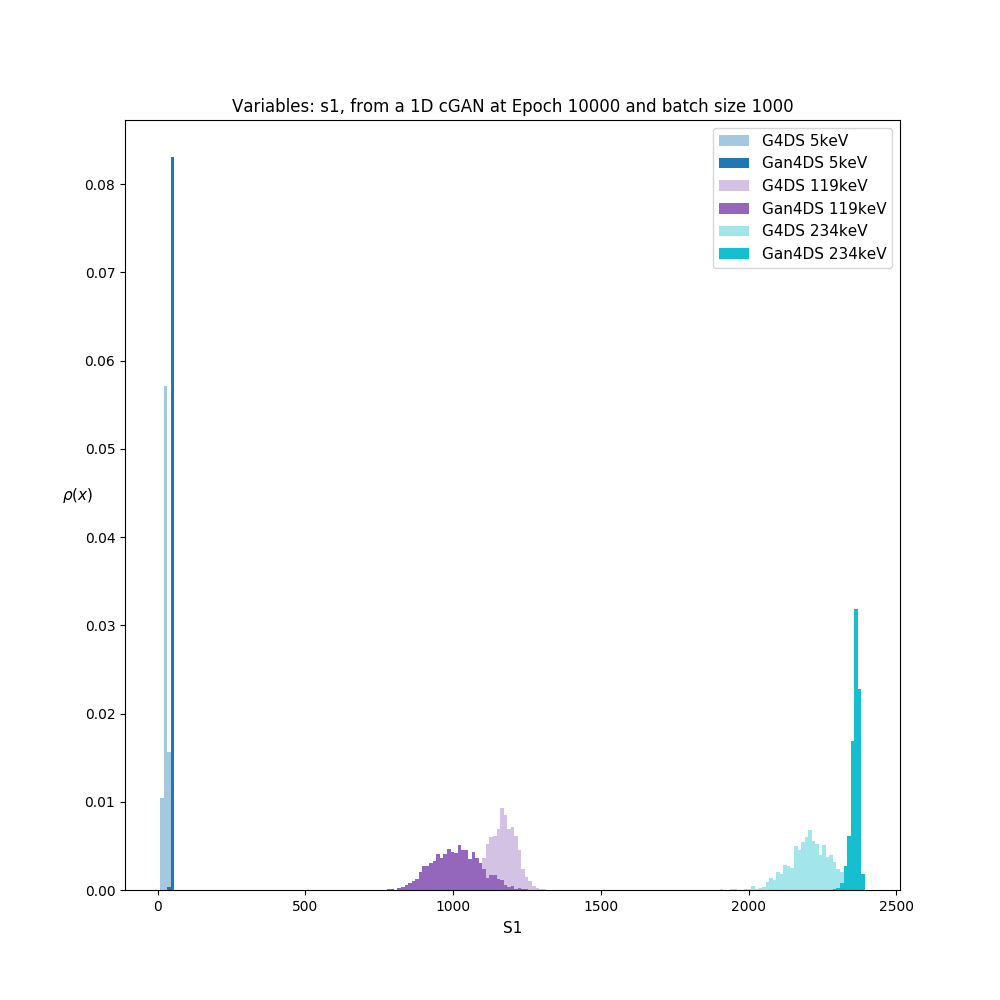 Variables: s1, from a 1D cGAN at Epoch 10000 and batch size 1000
G4DS 5keV
Gan4DS 5keV
G4DS 119keV
Gan4DS 119keV
G4DS 234keV
Gan4DS 234keV
0.08
0.07
0.06
0.05
0.04
ρ(x)
0.03
0.02
0.01
0.00
0 500 1000 1500 2000 2500
S1